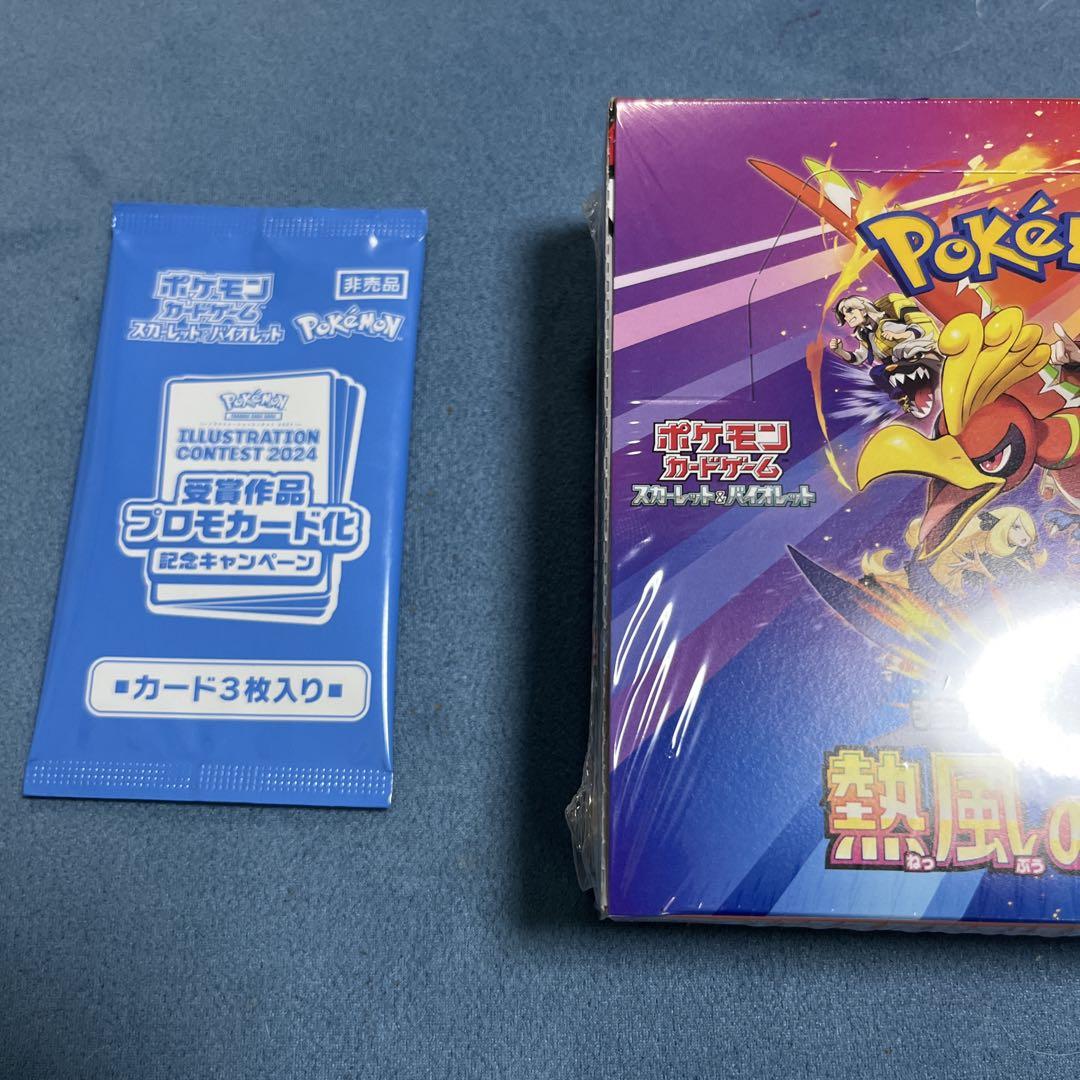 ポケモン
カードゲーム
スカーレット&バイオレット
非売品
POKÉMON
POKÉMON
ILLUSTRATION
CONTEST 2024
受賞作品
プロモカード化
記念キャンペーン
■カード3枚入り■
Poké
ポケモン
カードゲーム
スカーレット&バイオレット
熱風の
ねっ ぷう